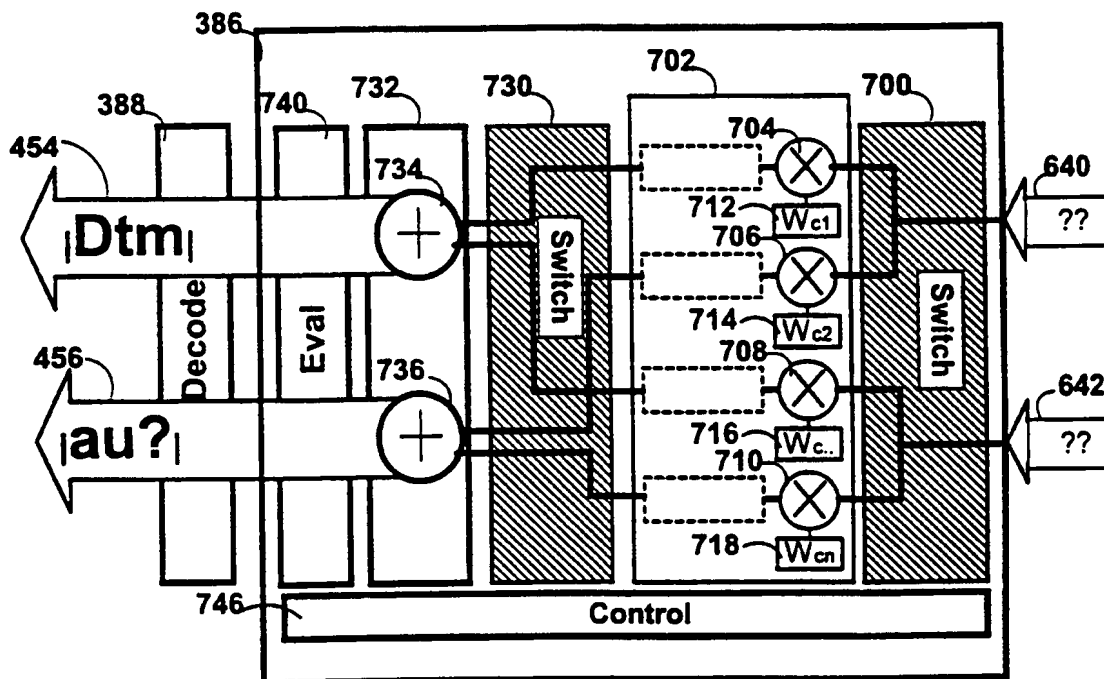 386
702
700
388
740
732
730
704
640
454
734
??
712
Wc1
|Dtm|
706
Switch
Switch
714
Wc2
Decode
Eval
708
456
736
642
716
Wc..
|au?|
710
??
718
Wcn
746
Control